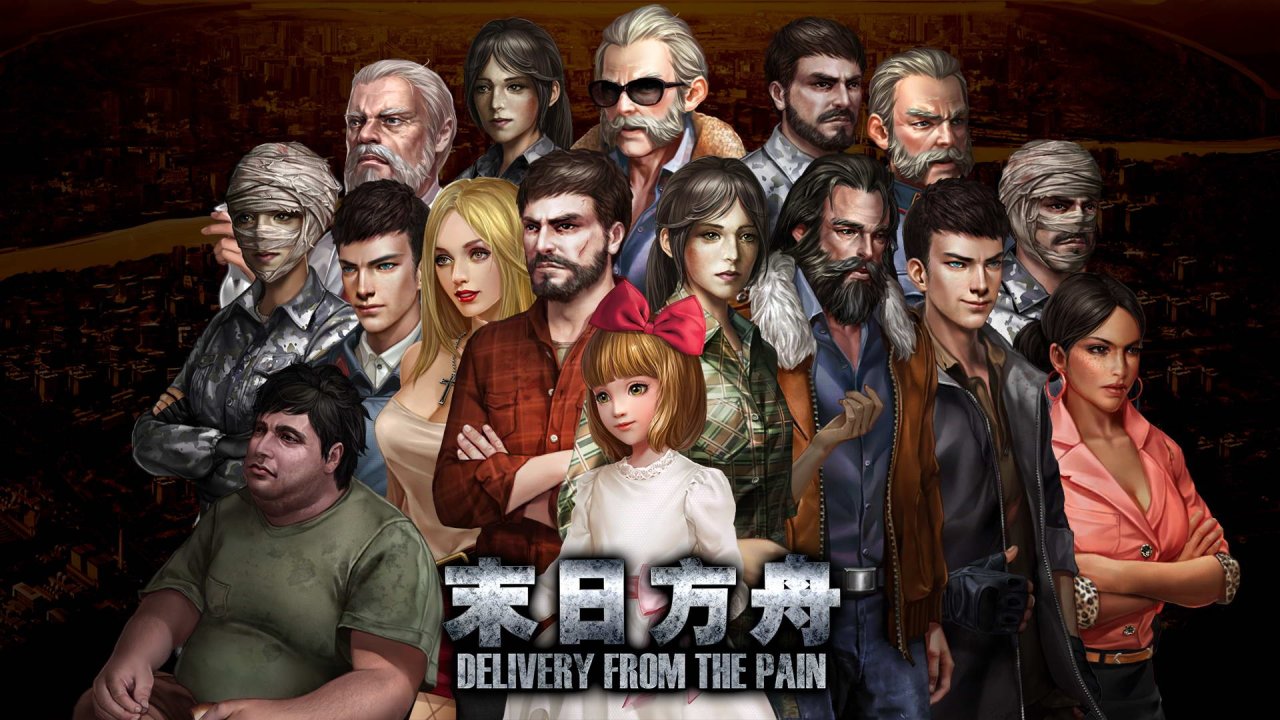 末日方舟
DELIVERY FROM THE PAIN